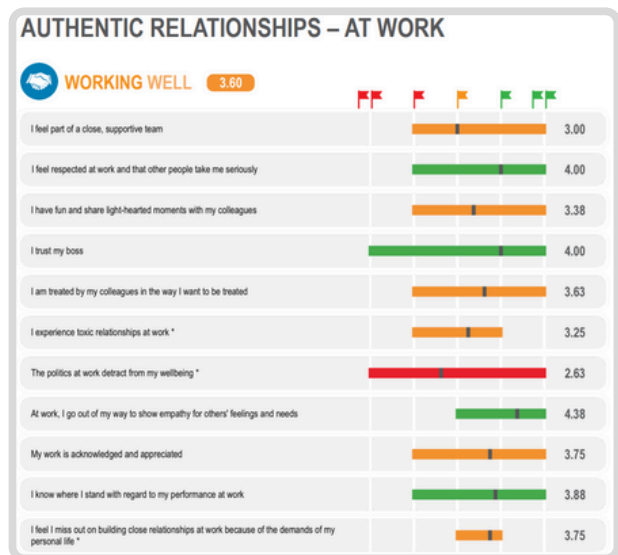 AUTHENTIC RELATIONSHIPS – AT WORK
WORKING WELL 3.60
I feel part of a close, supportive team 3.00
I feel respected at work and that other people take me seriously 4.00
I have fun and share light-hearted moments with my colleagues 3.38
I trust my boss 4.00
I am treated by my colleagues in the way I want to be treated 3.63
I experience toxic relationships at work * 3.25
The politics at work detract from my wellbeing * 2.63
At work, I go out of my way to show empathy for others' feelings and needs 4.38
My work is acknowledged and appreciated 3.75
I know where I stand with regard to my performance at work 3.88
I feel I miss out on building close relationships at work because of the demands of my
personal life * 3.75